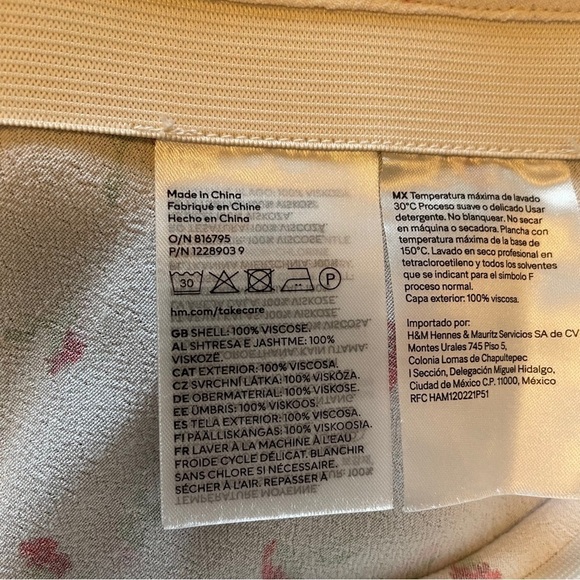 Made in China
Fabriqué en Chine
Hecho en China
O/N 816795
P/N 1228903 9
30
P
hm.com/takecare
GB SHELL: 100% VISCOSE.
AL SHTRESA E JASHTME: 100%
VISKOZË.
CAT EXTERIOR: 100% VISCOSA.
CZ SVRCHNÍ LÁTKA: 100% VISKÓZA.
DE OBERMATERIAL: 100% VISKOSE.
EE ÜMBRIS: 100% VISKOOS.
ES TELA EXTERIOR: 100% VISCOSA.
FI PÄÄLLISKANGAS: 100% VISKOOSIA.
FR LAVER À LA MACHINE À L'EAU
FROIDE CYCLE DÉLICAT. BLANCHIR
SANS CHLORE SI NÉCESSAIRE.
SÉCHER À L'AIR. REPASSER À
TEMPÉRATURE MOYENNE.
MX Temperatura máxima de lavado
30°C Proceso suave o delicado Usar
detergente. No blanquear. No secar
en máquina o secadora. Plancha con
temperatura máxima de la base de
150°C. Lavado en seco profesional en
tetracloroetileno y todos los solventes
que se indican para el simbolo F
proceso normal.
Capa exterior: 100% viscosa.
Importado por:
H&M Hennes & Mauritz Servicios SA de CV
Montes Urales 745 Piso 5,
Colonia Lomas de Chapultepec
I Sección, Delegación Miguel Hidalgo,
Ciudad de México C.P. 11000, México
RFC HAM120221P51